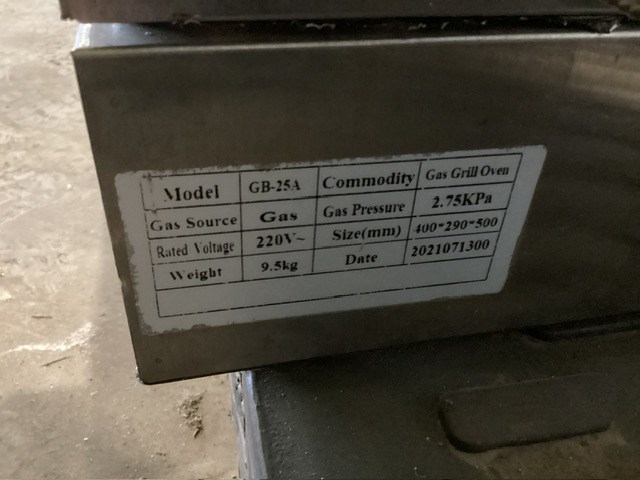 Model GB-25A Commodity Gas Grill Oven
Gas Source Gas Gas Pressure 2.75KPa
Rated Voltage 220V~ Size(mm) 400*290*500
Weight 9.5kg Date 2021071300